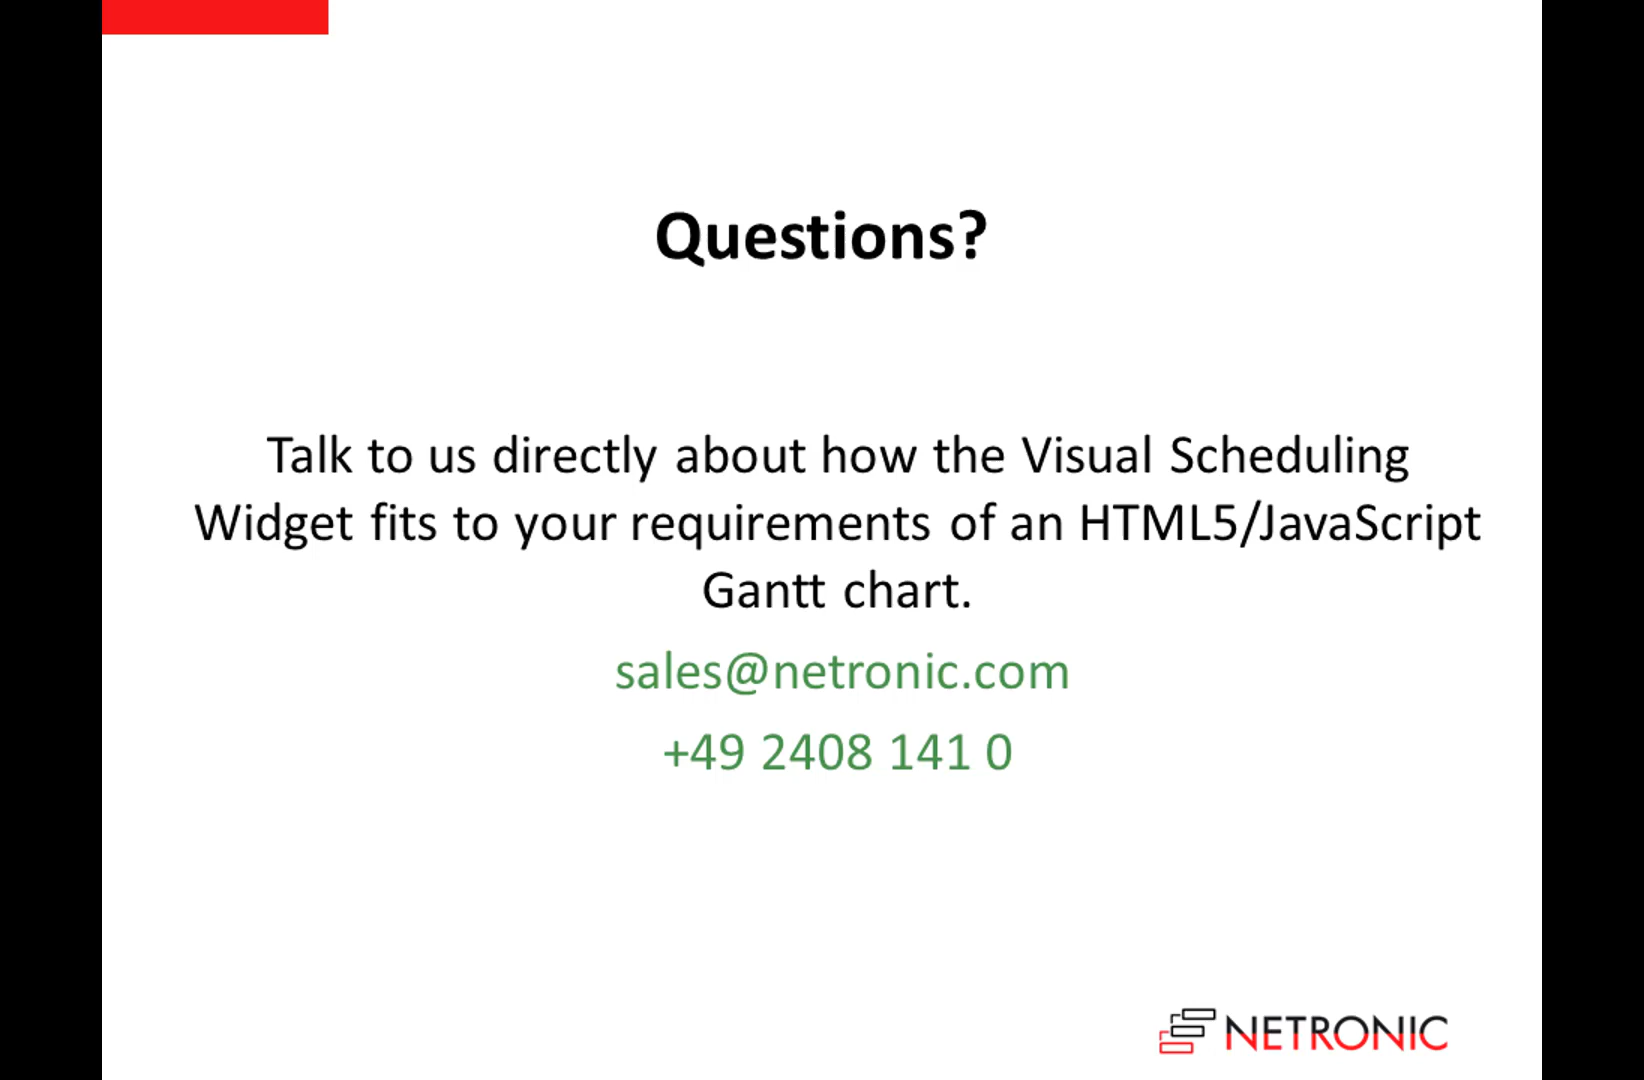 Questions?
Talk to us directly about how the Visual Scheduling
Widget fits to your requirements of an HTML5/JavaScript
Gantt chart.
sales@netronic.com
+49 2408 141 0
NETRONIC